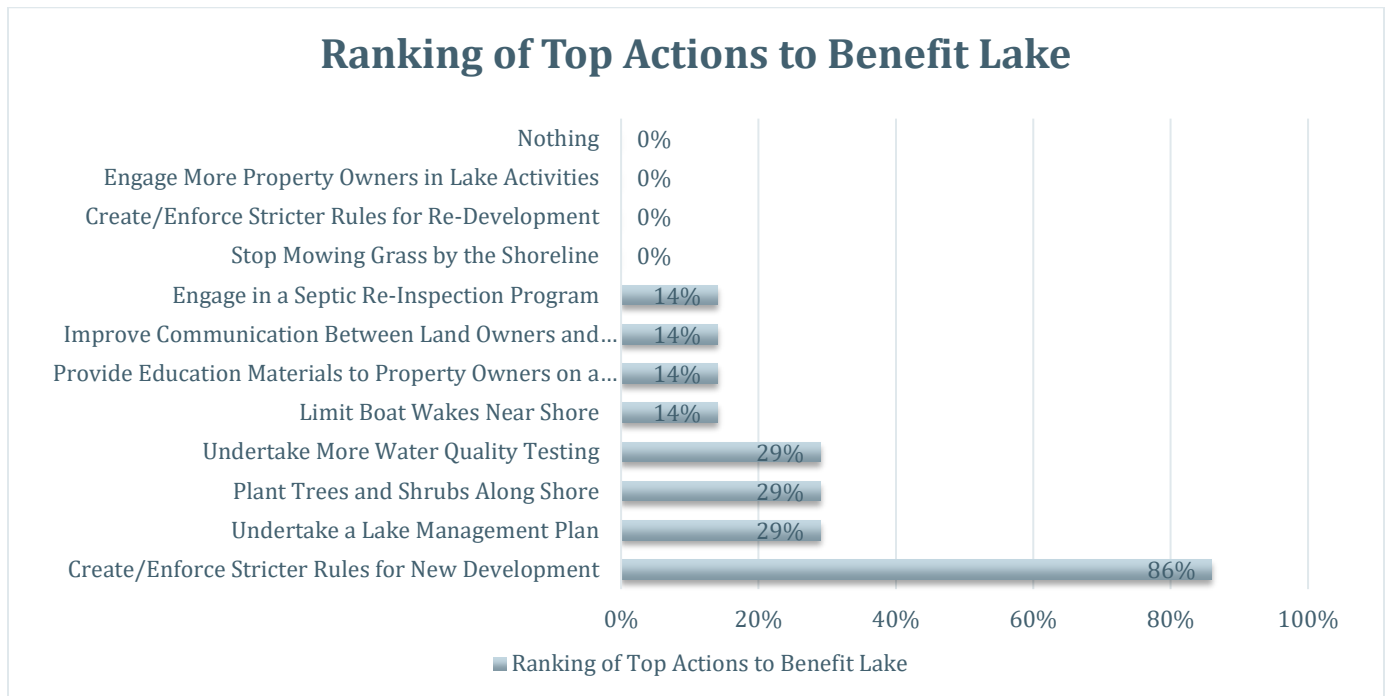 Ranking of Top Actions to Benefit Lake
Nothing 0%
Engage More Property Owners in Lake Activities 0%
Create/Enforce Stricter Rules for Re-Development 0%
Stop Mowing Grass by the Shoreline 0%
Engage in a Septic Re-Inspection Program 14%
Improve Communication Between Land Owners and… 14%
Provide Education Materials to Property Owners on a… 14%
Limit Boat Wakes Near Shore 14%
Undertake More Water Quality Testing 29%
Plant Trees and Shrubs Along Shore 29%
Undertake a Lake Management Plan 29%
Create/Enforce Stricter Rules for New Development 86%
0% 20% 40% 60% 80% 100%
Ranking of Top Actions to Benefit Lake